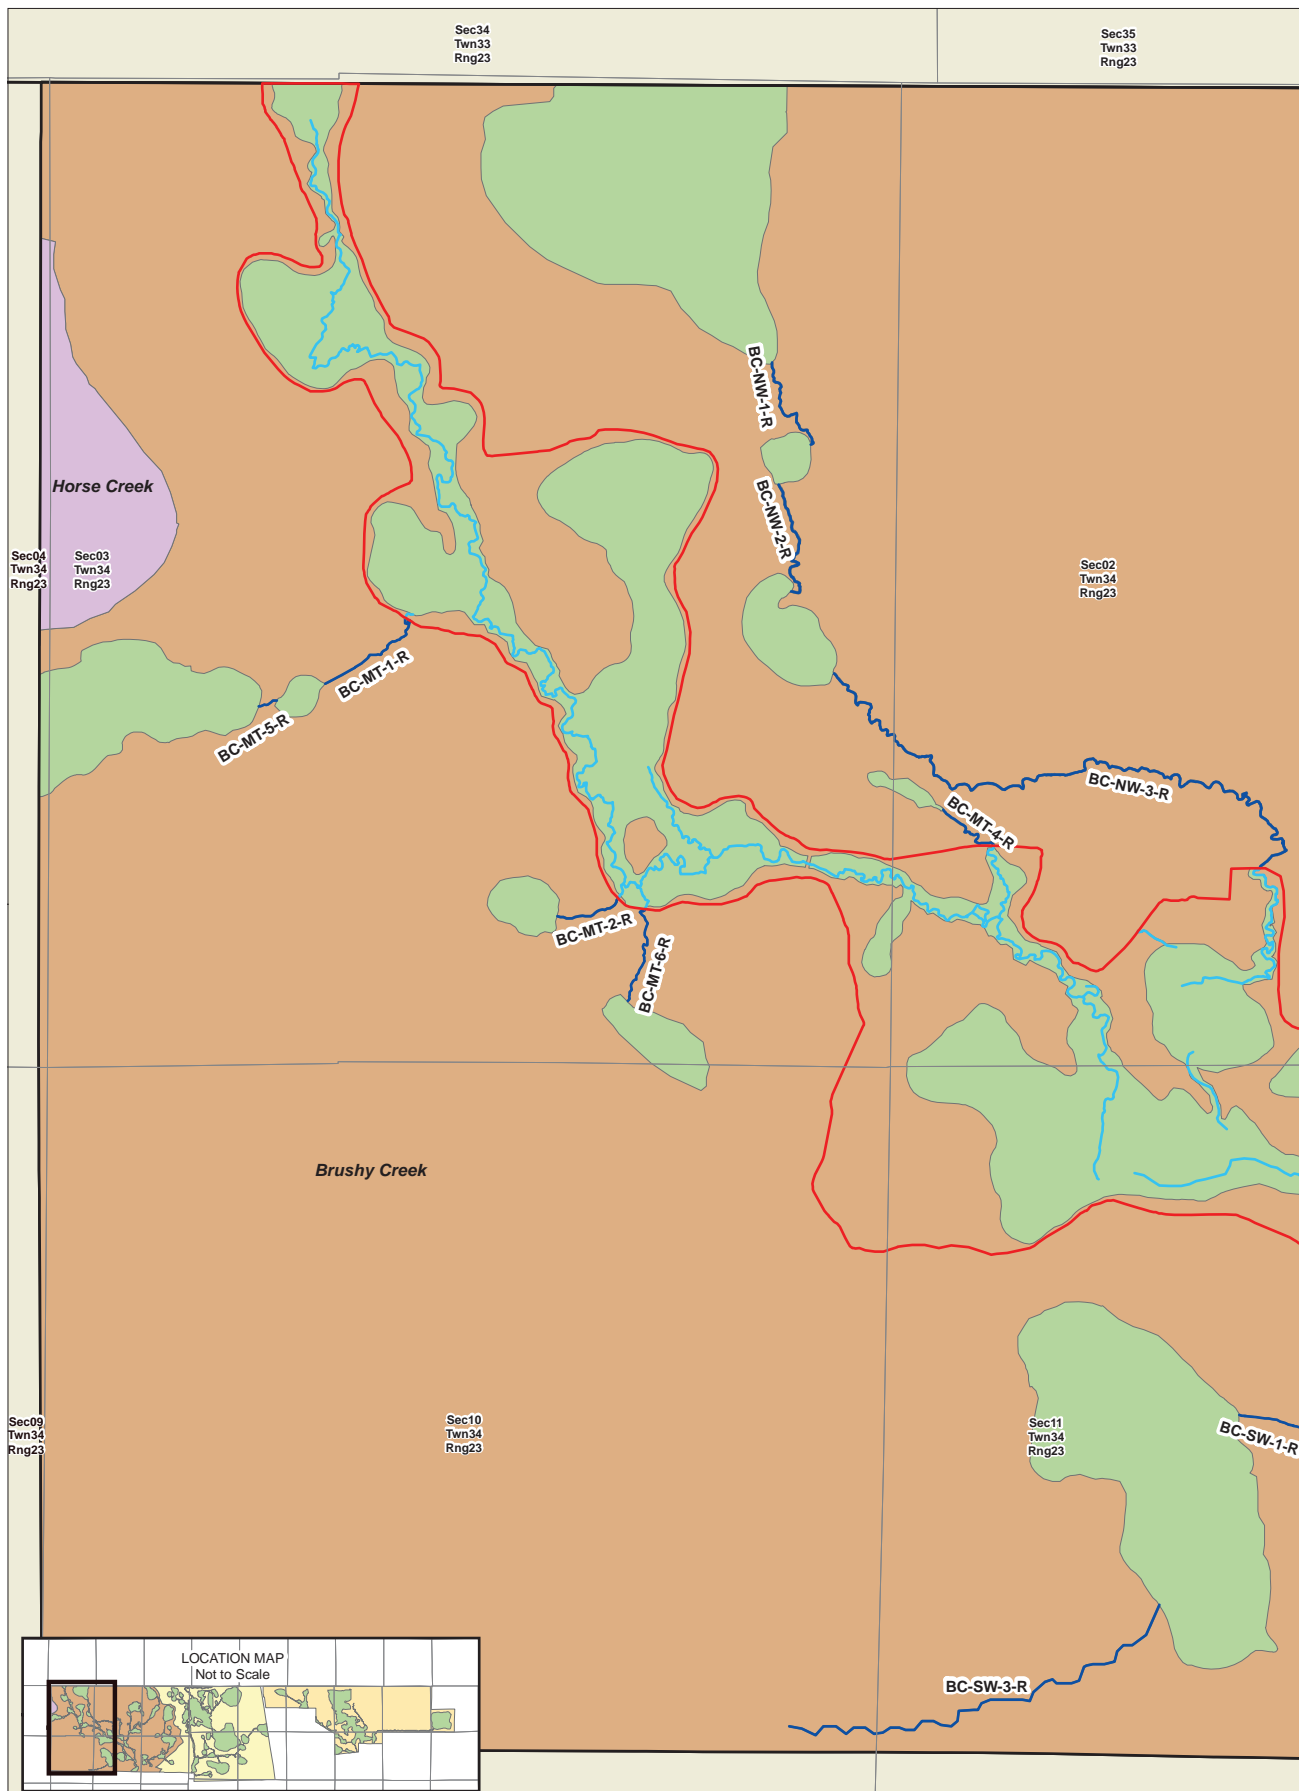 Sec34
Twn33
Rng23
Sec35
Twn33
Rng23
BC-NW-1-R
Horse Creek
BC-NW-2-R
Sec04
Twn34
Rng23
Sec03
Twn34
Rng23
Sec02
Twn34
Rng23
BC-MT-1-R
BC-MT-5-R
BC-NW-3-R
BC-MT-4-R
BC-MT-2-R
BC-MT-6-R
Brushy Creek
Sec09
Twn34
Rng23
Sec10
Twn34
Rng23
Sec11
Twn34
Rng23
BC-SW-1-R
LOCATION MAP
Not to Scale
BC-SW-3-R